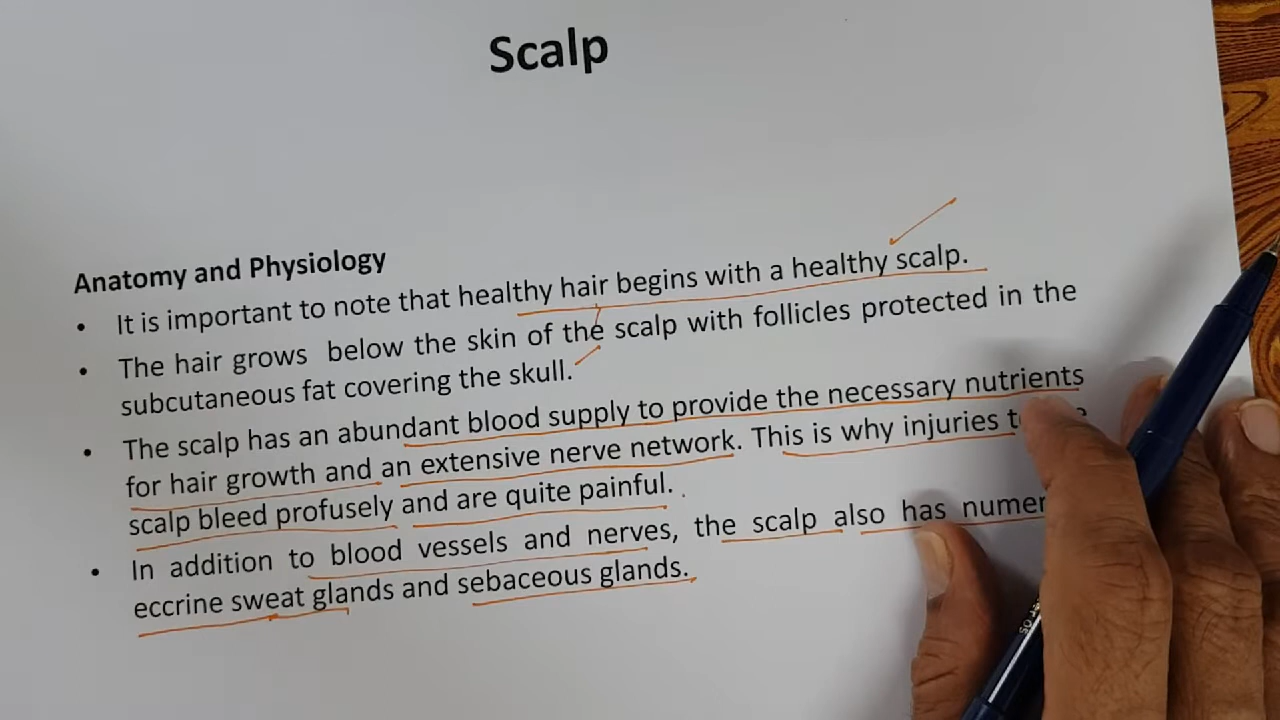 Scalp
Anatomy and Physiology
• It is important to note that healthy hair begins with a healthy scalp.
• The hair grows below the skin of the scalp with follicles protected in the
subcutaneous fat covering the skull.
• The scalp has an abundant blood supply to provide the necessary nutrients
for hair growth and an extensive nerve network. This is why injuries
scalp bleed profusely and are quite painful.
• In addition to blood vessels and nerves, the scalp also has
eccrine sweat glands and sebaceous glands.